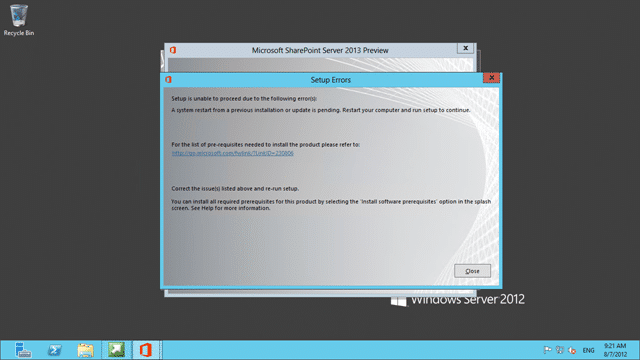 Recycle Bin
Microsoft SharePoint Server 2013 Preview
Setup Errors
Setup is unable to proceed due to the following error(s):
A system restart from a previous installation or update is pending. Restart your computer and run setup to continue.
For the list of pre-requisites needed to install the product please refer to:
http://go.microsoft.com/fwlink/?LinkID=230806
Correct the issue(s) listed above and re-run setup.
You can install all required prerequisites for this product by selecting the 'Install software prerequisites' option in the splash
screen. See Help for more information.
Close
Windows Server 2012
ENG
9:21 AM
8/7/2012